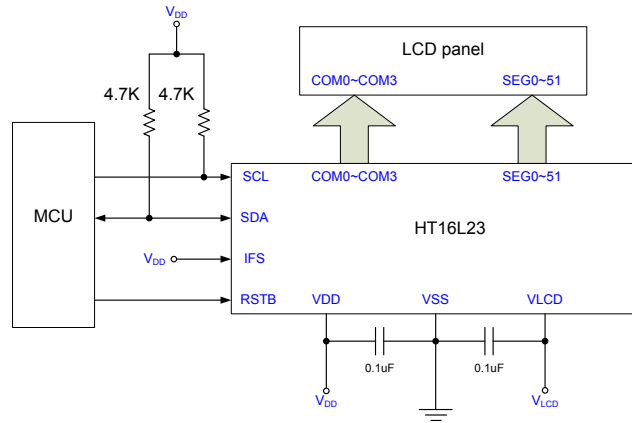 VDD
LCD panel
COM0~COM3 SEG0~51
4.7K 4.7K
MCU
SCL COM0~COM3 SEG0~51
SDA
HT16L23
VDD IFS
RSTB VDD VSS VLCD
0.1uF 0.1uF
VDD VLCD